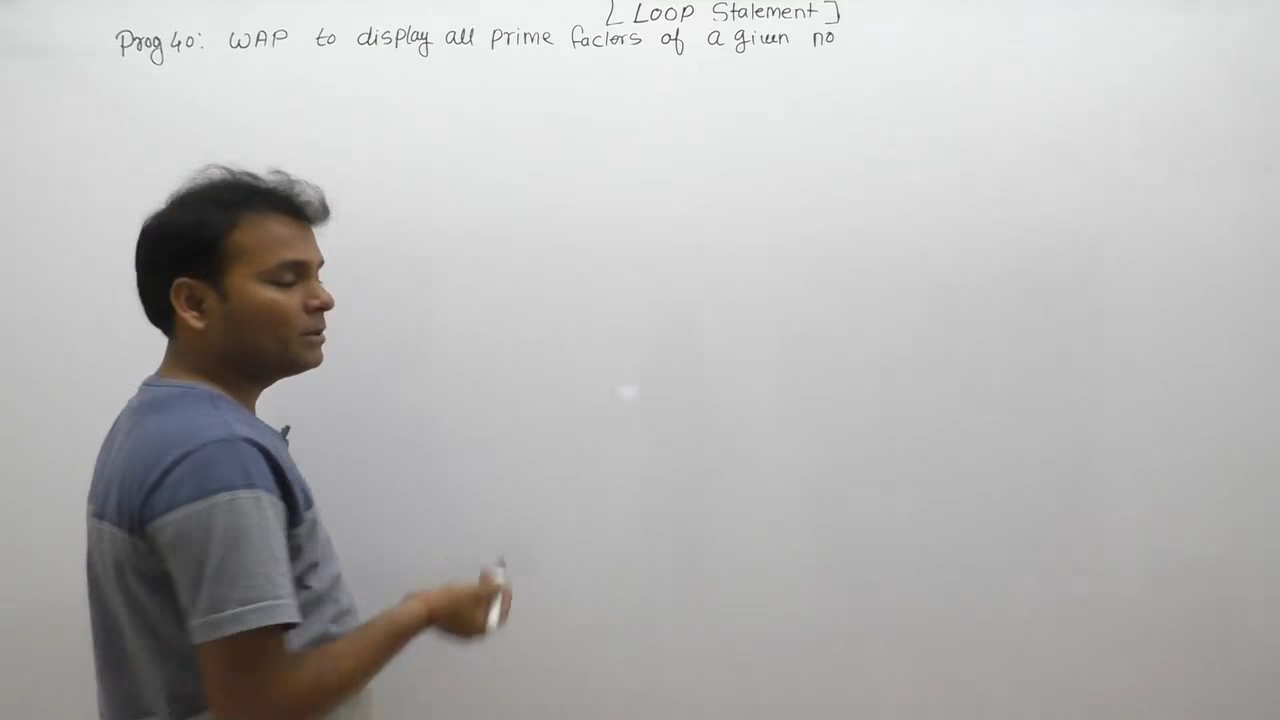 [ LOOP Statement ]
Prog 40: WAP to display all prime factors of a given no